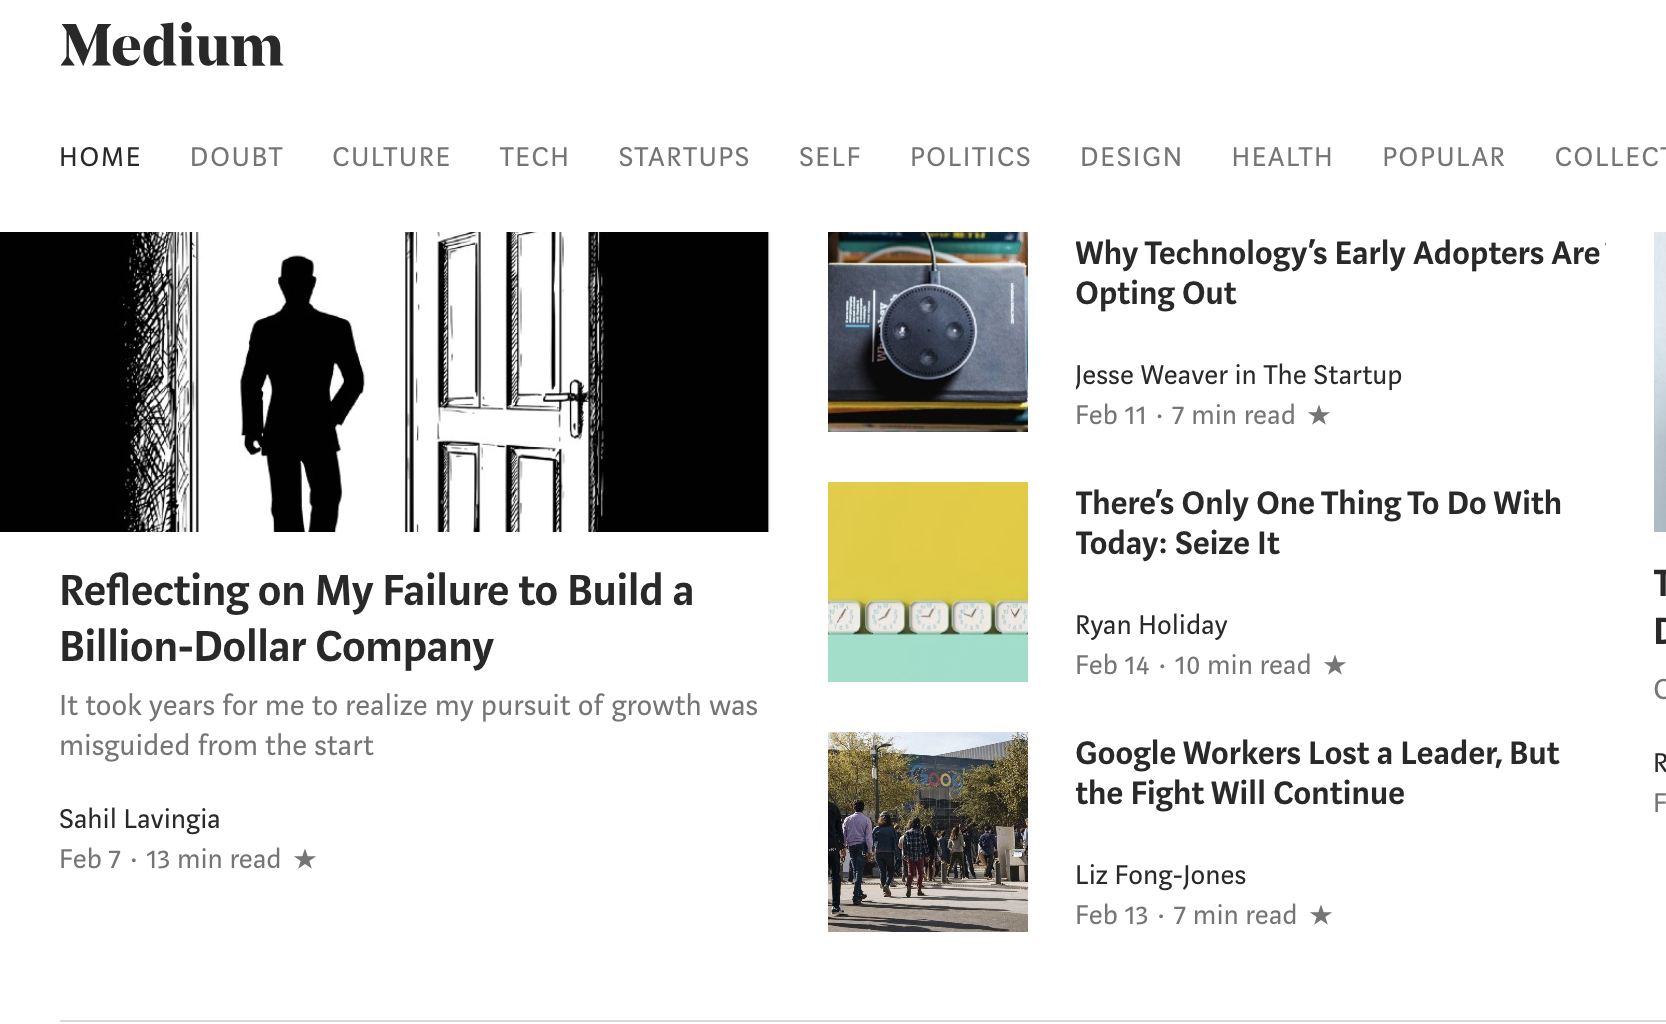 Medium
HOME DOUBT CULTURE TECH STARTUPS SELF POLITICS DESIGN HEALTH POPULAR
Reflecting on My Failure to Build a
Billion-Dollar Company
It took years for me to realize my pursuit of growth was
misguided from the start
Sahil Lavingia
Feb 7 · 13 min read ★
Why Technology’s Early Adopters Are
Opting Out
Jesse Weaver in The Startup
Feb 11 · 7 min read ★
There’s Only One Thing To Do With
Today: Seize It
Ryan Holiday
Feb 14 · 10 min read ★
Google Workers Lost a Leader, But
the Fight Will Continue
Liz Fong-Jones
Feb 13 · 7 min read ★